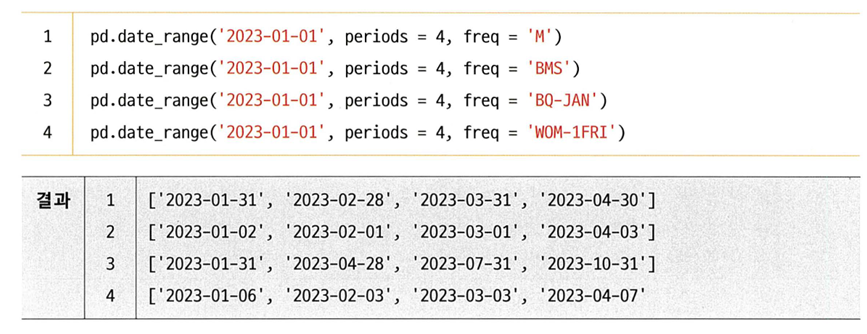 1 pd.date_range('2023-01-01', periods = 4, freq = 'M')
2 pd.date_range('2023-01-01', periods = 4, freq = 'BMS')
3 pd.date_range('2023-01-01', periods = 4, freq = 'BQ-JAN')
4 pd.date_range('2023-01-01', periods = 4, freq = 'WOM-1FRI')
결과 1 ['2023-01-31', '2023-02-28', '2023-03-31', '2023-04-30']
2 ['2023-01-02', '2023-02-01', '2023-03-01', '2023-04-03']
3 ['2023-01-31', '2023-04-28', '2023-07-31', '2023-10-31']
4 ['2023-01-06', '2023-02-03', '2023-03-03', '2023-04-07'